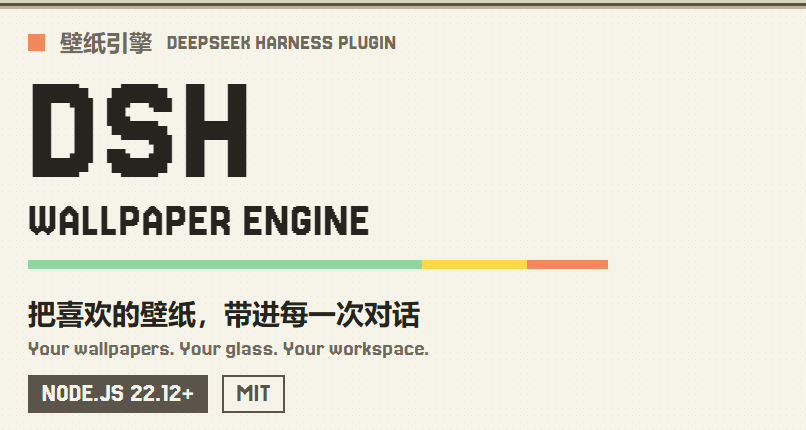 壁纸引擎 DEEPSEEK HARNESS PLUGIN
DSH
WALLPAPER ENGINE
把喜欢的壁纸，带进每一次对话
Your wallpapers. Your glass. Your workspace.
NODE.JS 22.12+ MIT